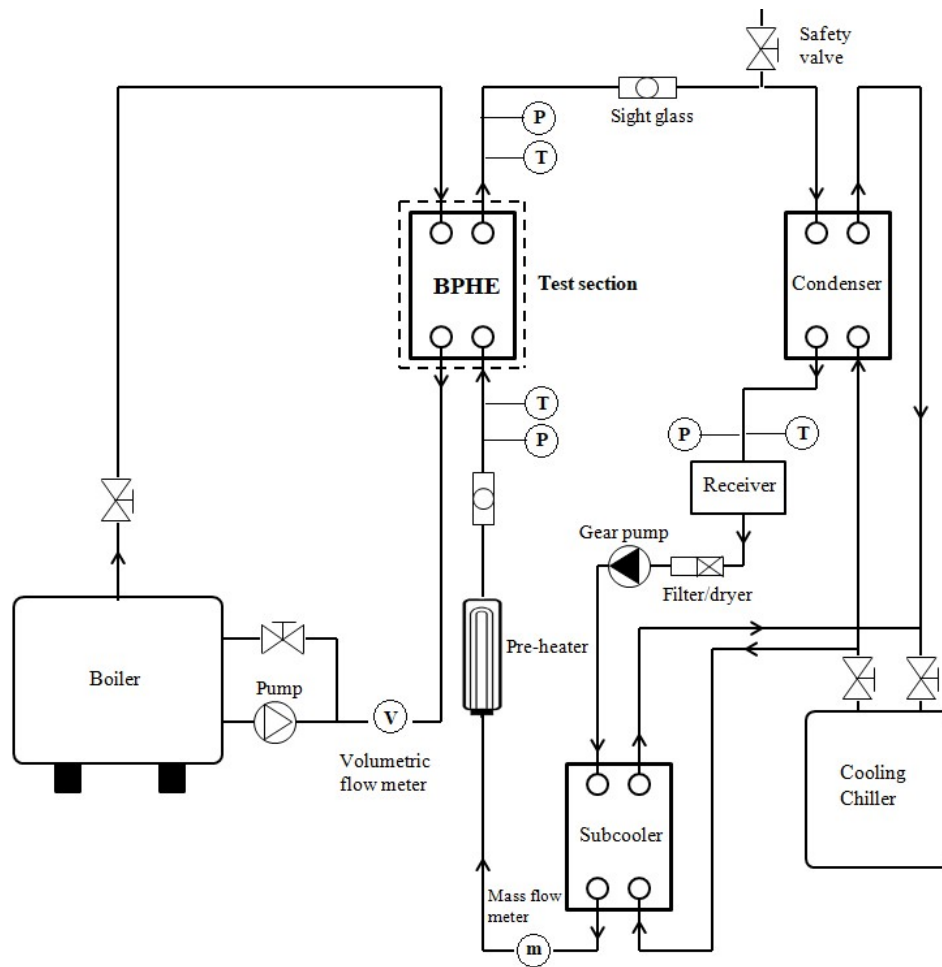 Safety
valve
P
Sight glass
T
BPHE
Test section
Condenser
T
P
P
T
Receiver
Gear pump
Filter/dryer
Pre-heater
Boiler
Pump
V
Volumetric
flow meter
Cooling
Chiller
Subcooler
Mass flow
meter
m